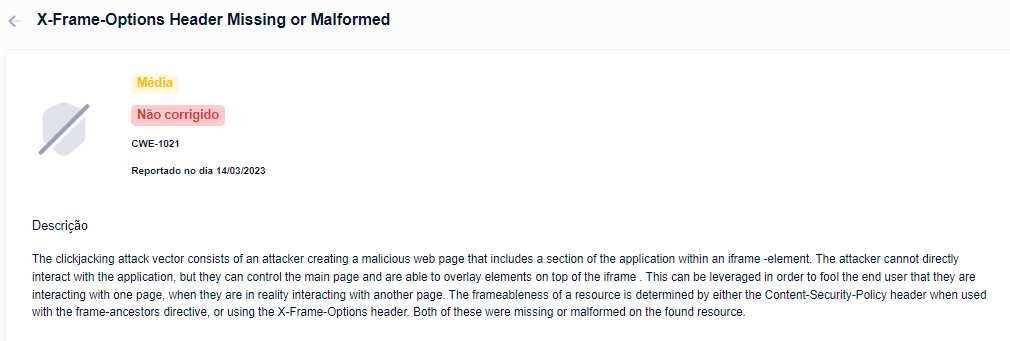 X-Frame-Options Header Missing or Malformed
Média
Não corrigido
CWE-1021
Reportado no dia 14/03/2023
Descrição
The clickjacking attack vector consists of an attacker creating a malicious web page that includes a section of the application within an iframe -element. The attacker cannot directly
interact with the application, but they can control the main page and are able to overlay elements on top of the iframe . This can be leveraged in order to fool the end user that they are
interacting with one page, when they are in reality interacting with another page. The frameableness of a resource is determined by either the Content-Security-Policy header when used
with the frame-ancestors directive, or using the X-Frame-Options header. Both of these were missing or malformed on the found resource.